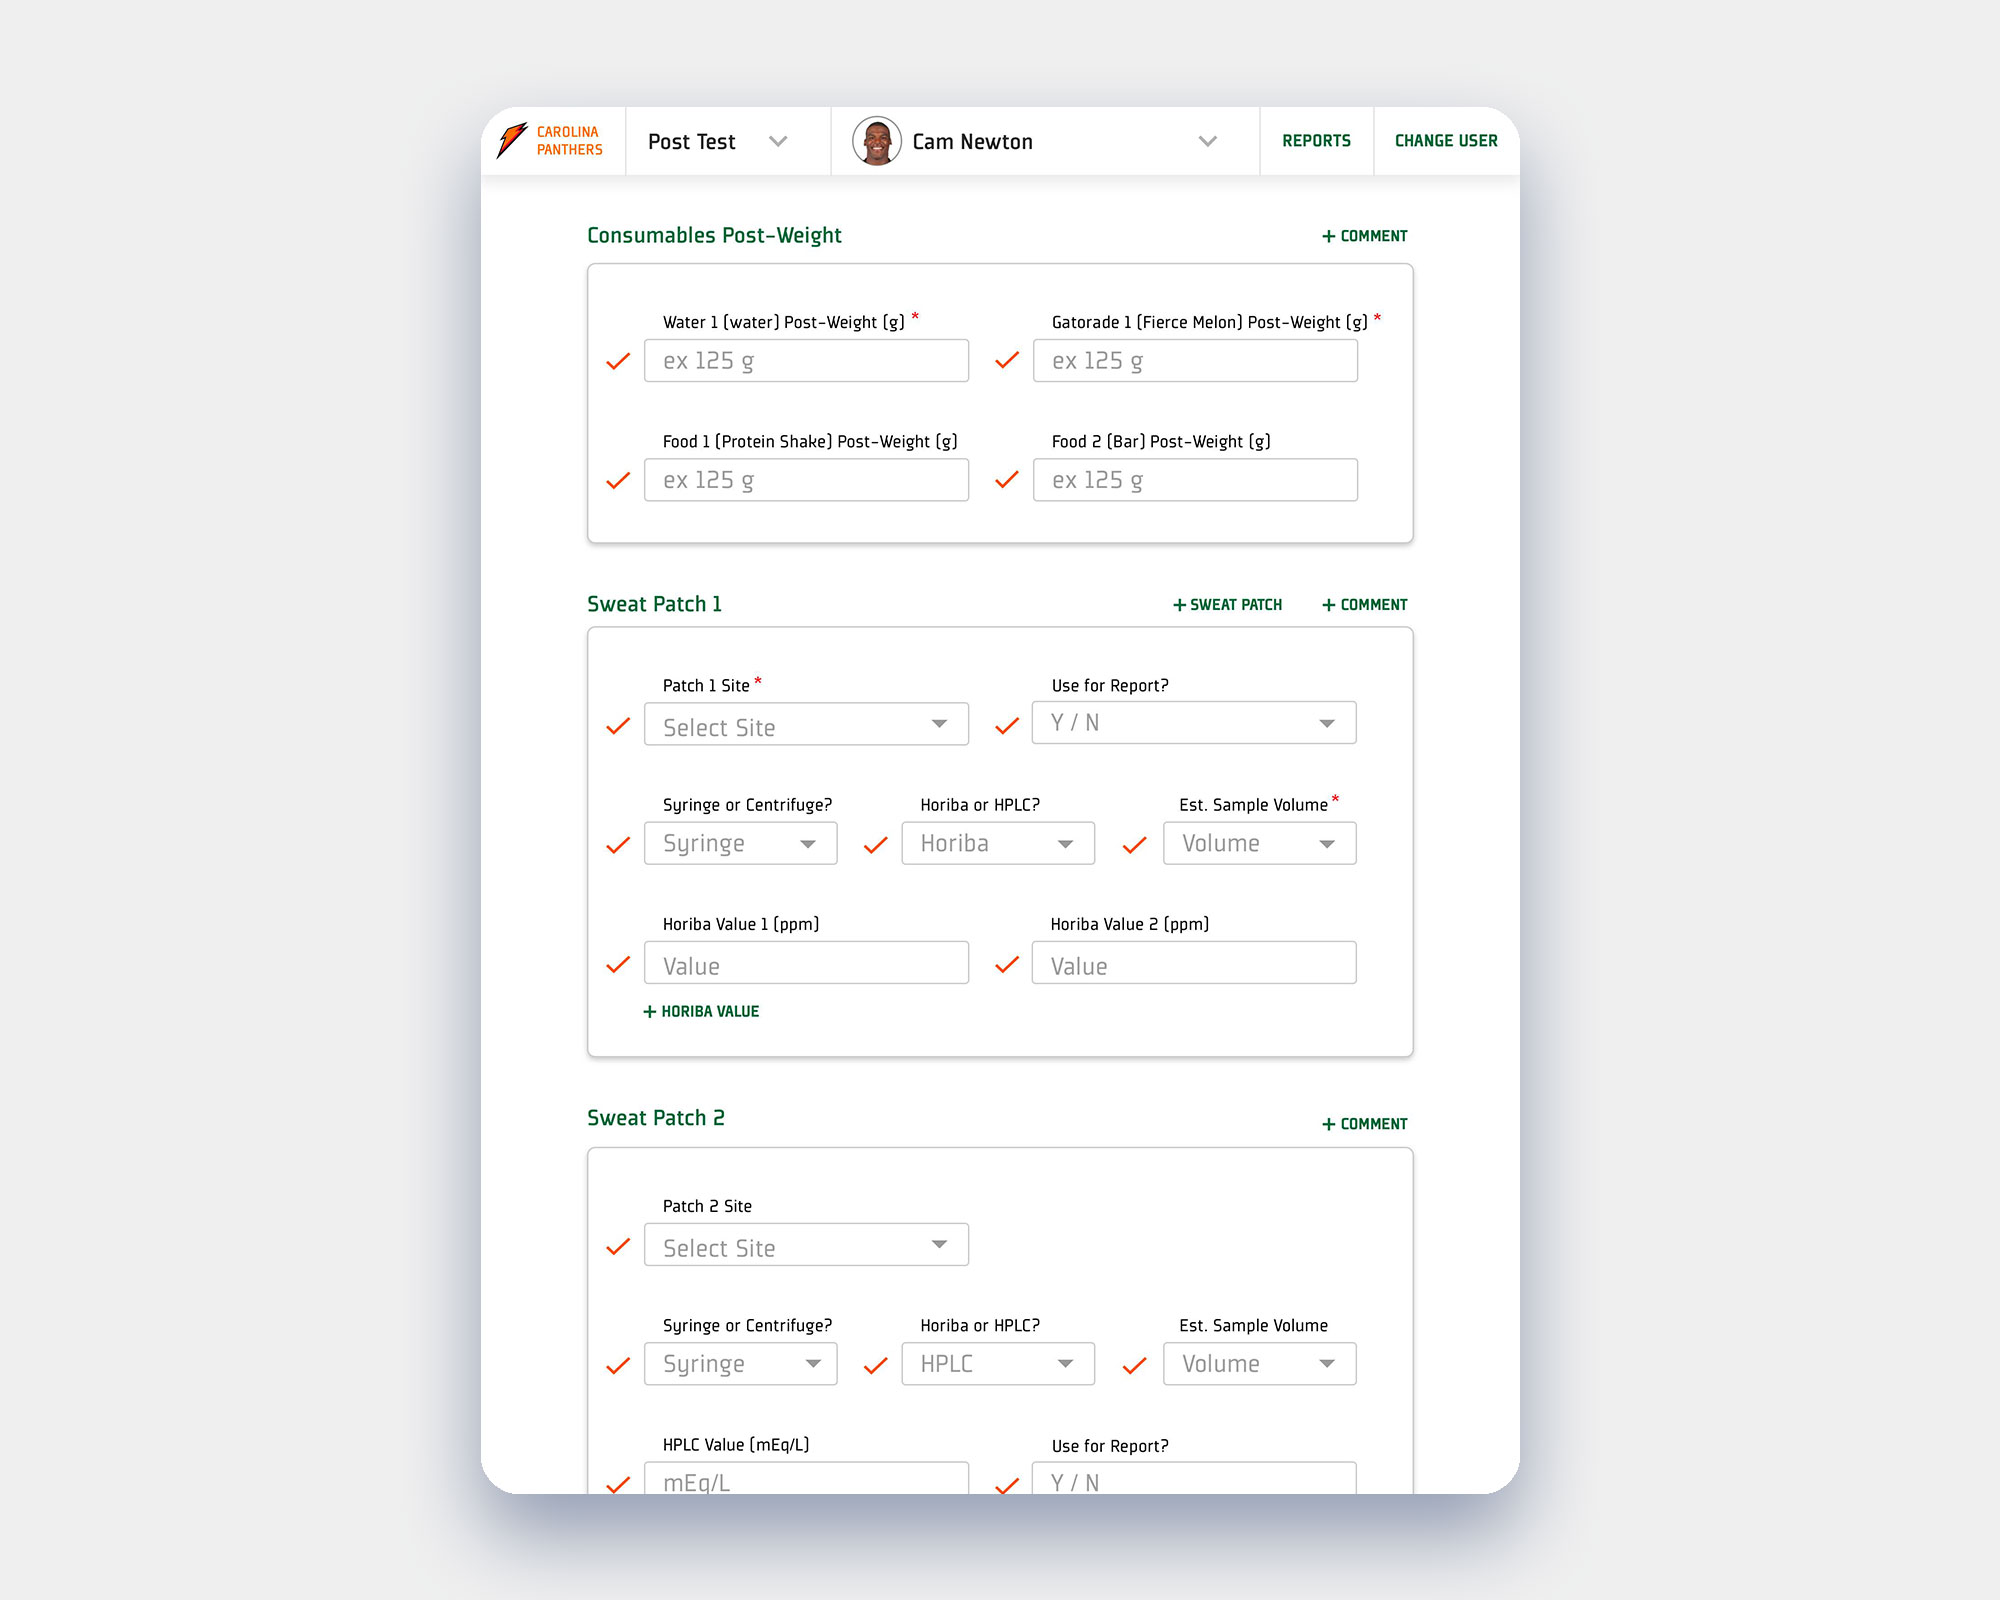 CAROLINA
PANTHERS
Post Test
Cam Newton
REPORTS
CHANGE USER
Consumables Post-Weight
+ COMMENT
Water 1 (water) Post-Weight (g) *
Gatorade 1 (Fierce Melon) Post-Weight (g) *
ex 125 g
ex 125 g
Food 1 (Protein Shake) Post-Weight (g)
Food 2 (Bar) Post-Weight (g)
ex 125 g
ex 125 g
Sweat Patch 1
+ SWEAT PATCH
+ COMMENT
Patch 1 Site *
Use for Report?
Select Site
Y / N
Syringe or Centrifuge?
Horiba or HPLC?
Est. Sample Volume *
Syringe
Horiba
Volume
Horiba Value 1 (ppm)
Horiba Value 2 (ppm)
Value
Value
+ HORIBA VALUE
Sweat Patch 2
+ COMMENT
Patch 2 Site
Select Site
Syringe or Centrifuge?
Horiba or HPLC?
Est. Sample Volume
Syringe
HPLC
Volume
HPLC Value (mEq/L)
Use for Report?
mEq/L
Y / N